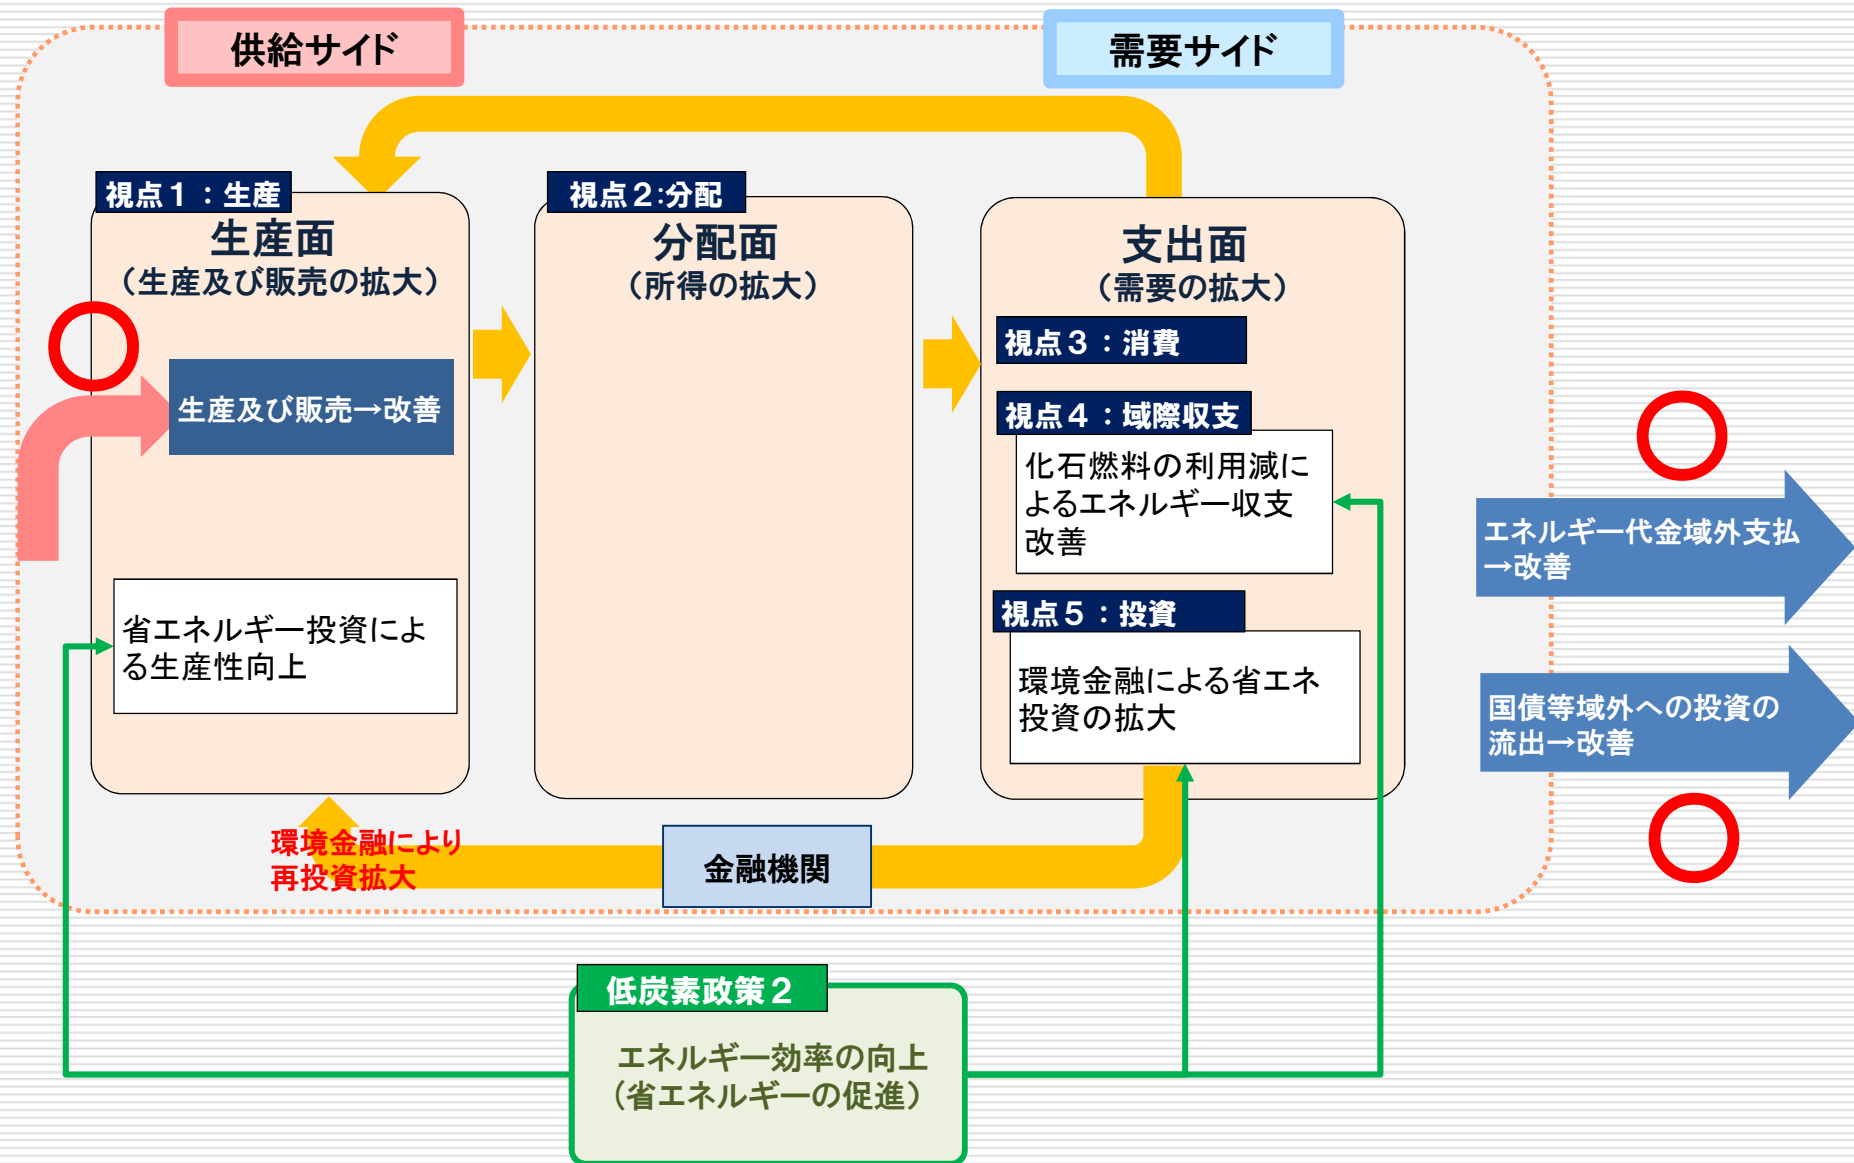 供給サイド
需要サイド
視点１：生産
生産面
（生産及び販売の拡大）
生産及び販売→改善
省エネルギー投資によ
る生産性向上
視点２:分配
分配面
（所得の拡大）
支出面
（需要の拡大）
視点３：消費
視点４：域際収支
化石燃料の利用減に
よるエネルギー収支
改善
視点５：投資
環境金融による省エネ
投資の拡大
エネルギー代金域外支払
→改善
国債等域外への投資の
流出→改善
環境金融により
再投資拡大
金融機関
低炭素政策２
エネルギー効率の向上
（省エネルギーの促進）